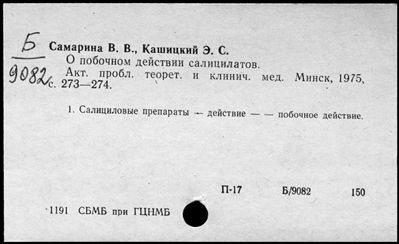 Б
9082
Самарина В. В., Кашицкий Э. С.
О побочном действии салицилатов.
Акт. пробл. теорет. и клинич. мед. Минск, 1975,
с. 273—274.
1. Салициловые препараты — действие — — побочное действие.
П-17 Б/9082 150
1191 СБМБ при ГЦНМБ